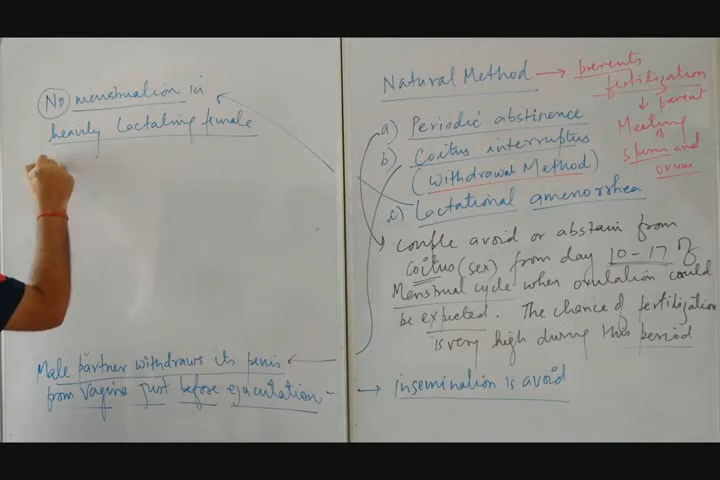 No menstruation in
heavily Lactating female
Male partner withdraws its penis
from vagina just before ejaculation -
Natural Method → prevents
fertilization
↓ prevent
Meeting of
sperm and
ovum
a) Periodic abstinence
b) Coitus interruptus
(withdrawal Method)
c) Lactational amenorrhea
couple avoid or abstain from
coitus (sex) from day 10-17 of
Menstrual cycle when ovulation could
be expected. The chance of fertilization
is very high during this period
→ insemination is avoid